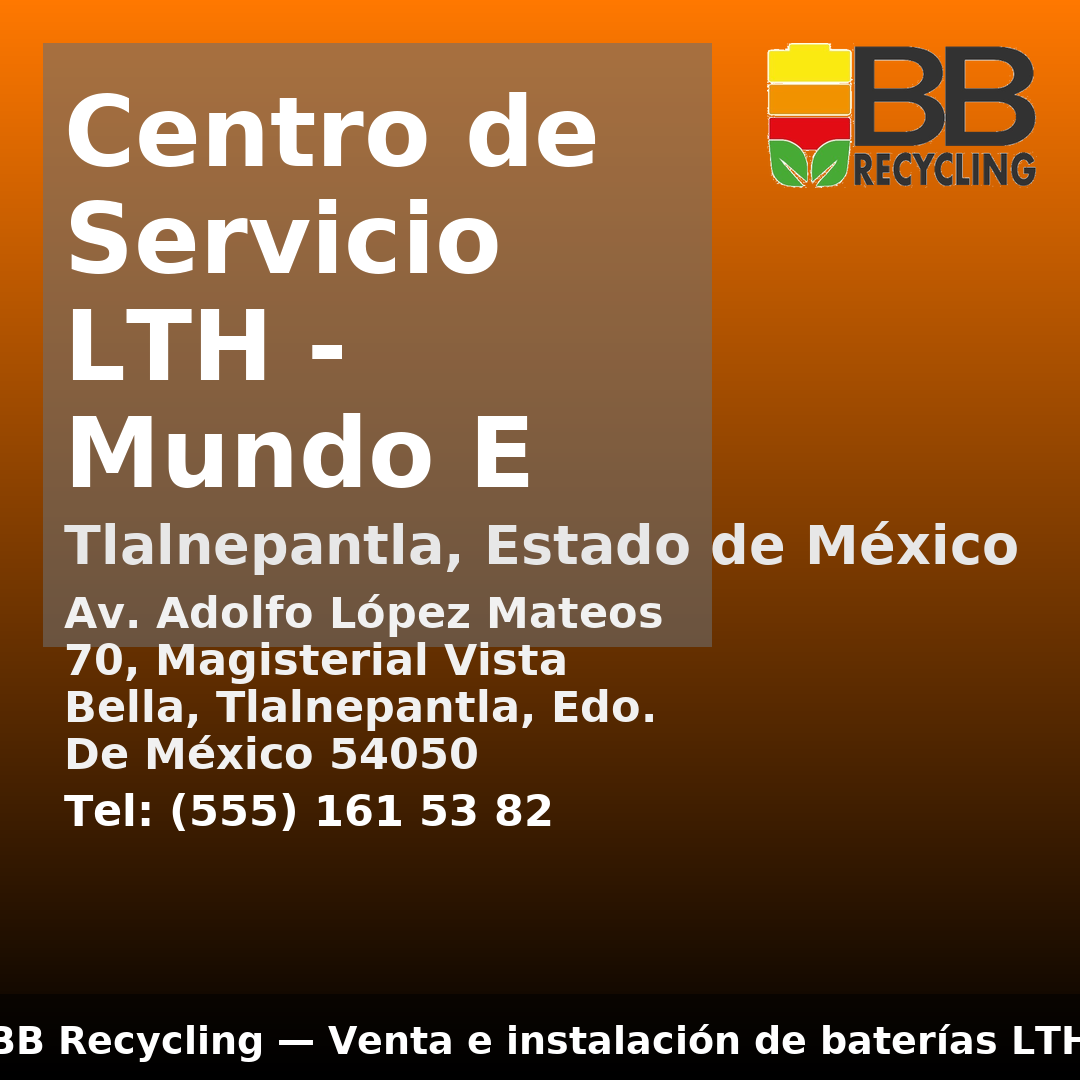 Centro de
Servicio
LTH -
Mundo E
BB
RECYCLING
Tlalnepantla, Estado de México
Av. Adolfo López Mateos
70, Magisterial Vista
Bella, Tlalnepantla, Edo.
De México 54050
Tel: (555) 161 53 82
BB Recycling — Venta e instalación de baterías LTH